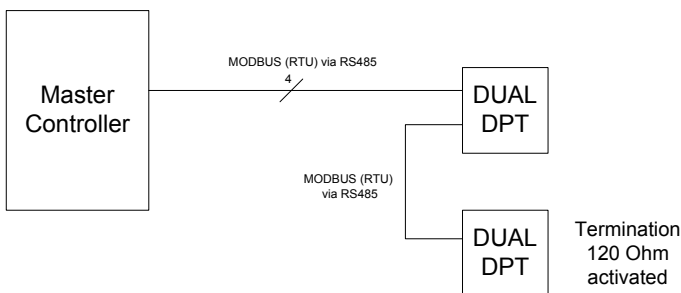 MODBUS (RTU) via RS485
4
Master
Controller
DUAL
DPT
MODBUS (RTU)
via RS485
DUAL
DPT
Termination
120 Ohm
activated